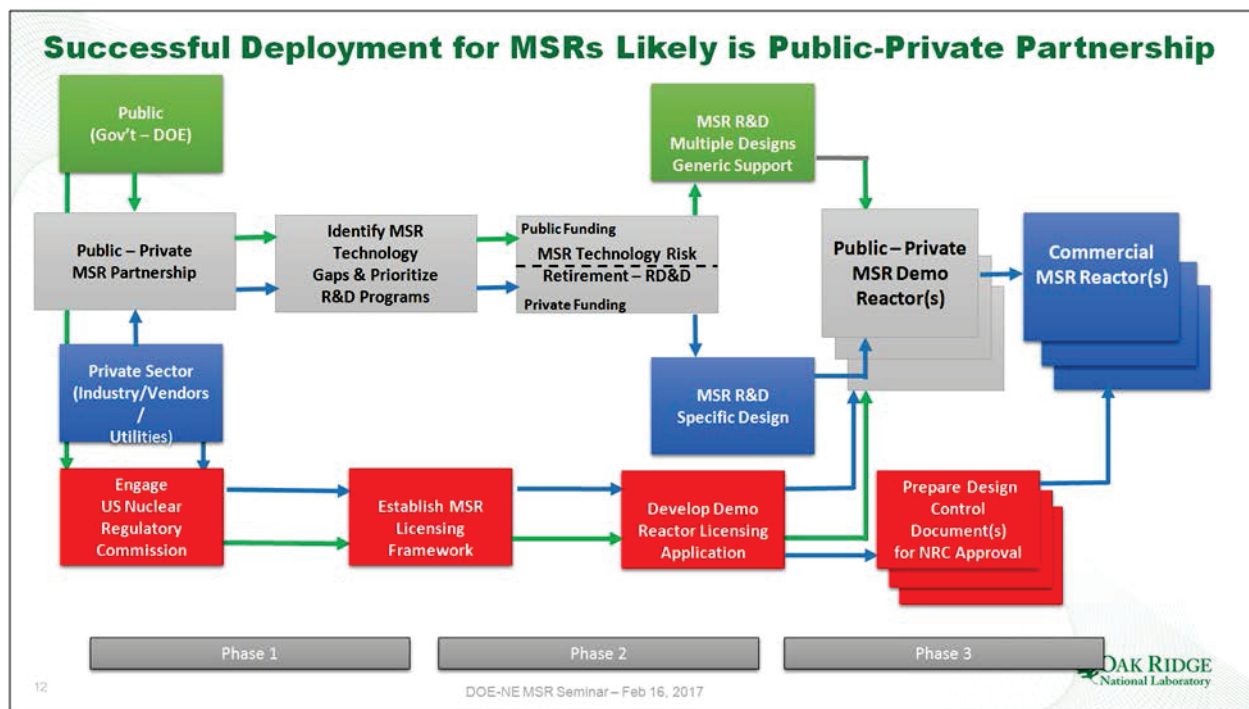 Successful Deployment for MSRs Likely is Public-Private Partnership
Public
(Gov't – DOE)
MSR R&D
Multiple Designs
Generic Support
Public – Private
MSR Partnership
Identify MSR
Technology
Gaps & Prioritize
R&D Programs
Public Funding
MSR Technology Risk
Retirement – RD&D
Private Funding
Public – Private
MSR Demo
Reactor(s)
Commercial
MSR Reactor(s)
Private Sector
(Industry/Vendors
/
Utilities)
MSR R&D
Specific Design
Engage
US Nuclear
Regulatory
Commission
Establish MSR
Licensing
Framework
Develop Demo
Reactor Licensing
Application
Prepare Design
Control
Document(s)
for NRC Approval
Phase 1
Phase 2
Phase 3
12
DOE-NE MSR Seminar – Feb 16, 2017
OAK RIDGE
National Laboratory